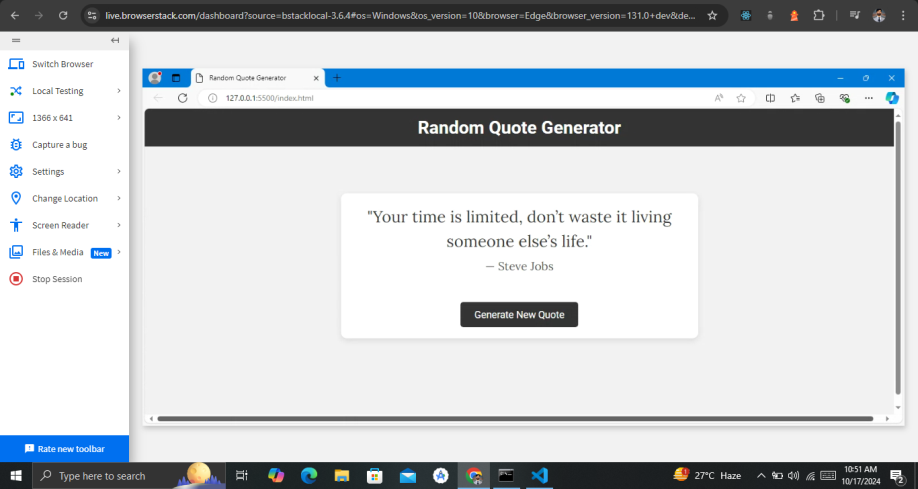 live.browserstack.com/dashboard?source=bstacklocal-3.6.4#os=Windows&os_version=10&browser=Edge&browser_version=131.0+dev&de...
Switch Browser
Local Testing
1366 x 641
Capture a bug
Settings
Change Location
Screen Reader
Files & Media New
Stop Session
Rate new toolbar
Random Quote Generator
127.0.0.1:5500/index.html
Random Quote Generator
"Your time is limited, don’t waste it living
someone else’s life."
— Steve Jobs
Generate New Quote
Type here to search
27°C Haze
10:51 AM
10/17/2024
2